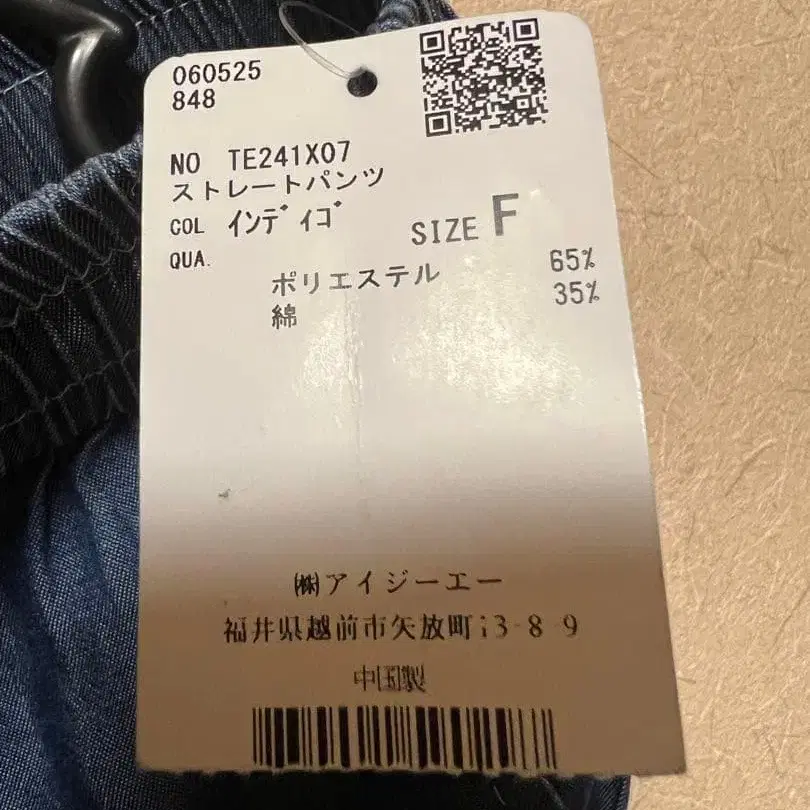 060525
848
NO TE241X07
ストレートパンツ
COL インディゴ
SIZE F
QUA.
ポリエステル 65%
綿 35%
㈱アイジーエー
福井県越前市矢放町13-8-9
中国製